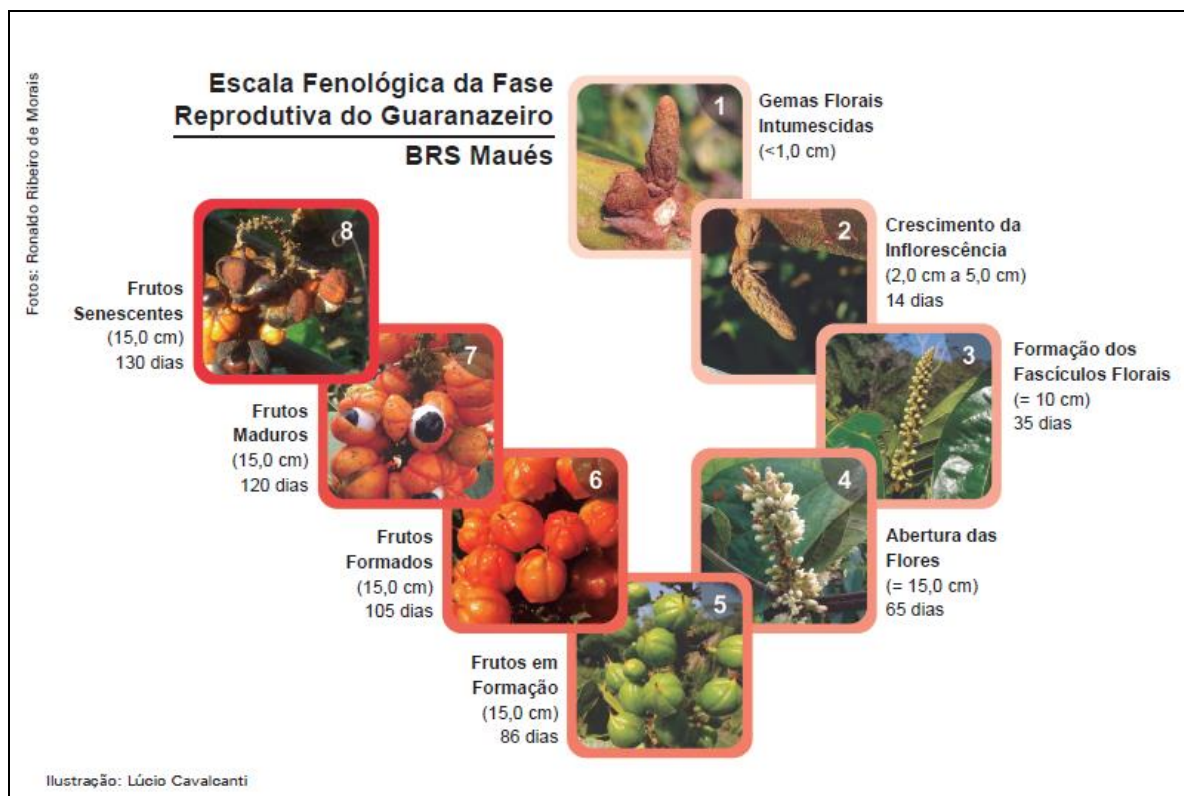 Escala Fenológica da Fase
Reprodutiva do Guaranazeiro
BRS Maués
Fotos: Ronaldo Ribeiro de Morais
1
Gemas Florais
Intumescidas
(<1,0 cm)
2
Crescimento da
Inflorescência
(2,0 cm a 5,0 cm)
14 dias
3
Formação dos
Fascículos Florais
(= 10 cm)
35 dias
4
Abertura das
Flores
(= 15,0 cm)
65 dias
5
Frutos em
Formação
(15,0 cm)
86 dias
6
Frutos
Formados
(15,0 cm)
105 dias
7
Frutos
Maduros
(15,0 cm)
120 dias
8
Frutos
Senescentes
(15,0 cm)
130 dias
Ilustração: Lúcio Cavalcanti